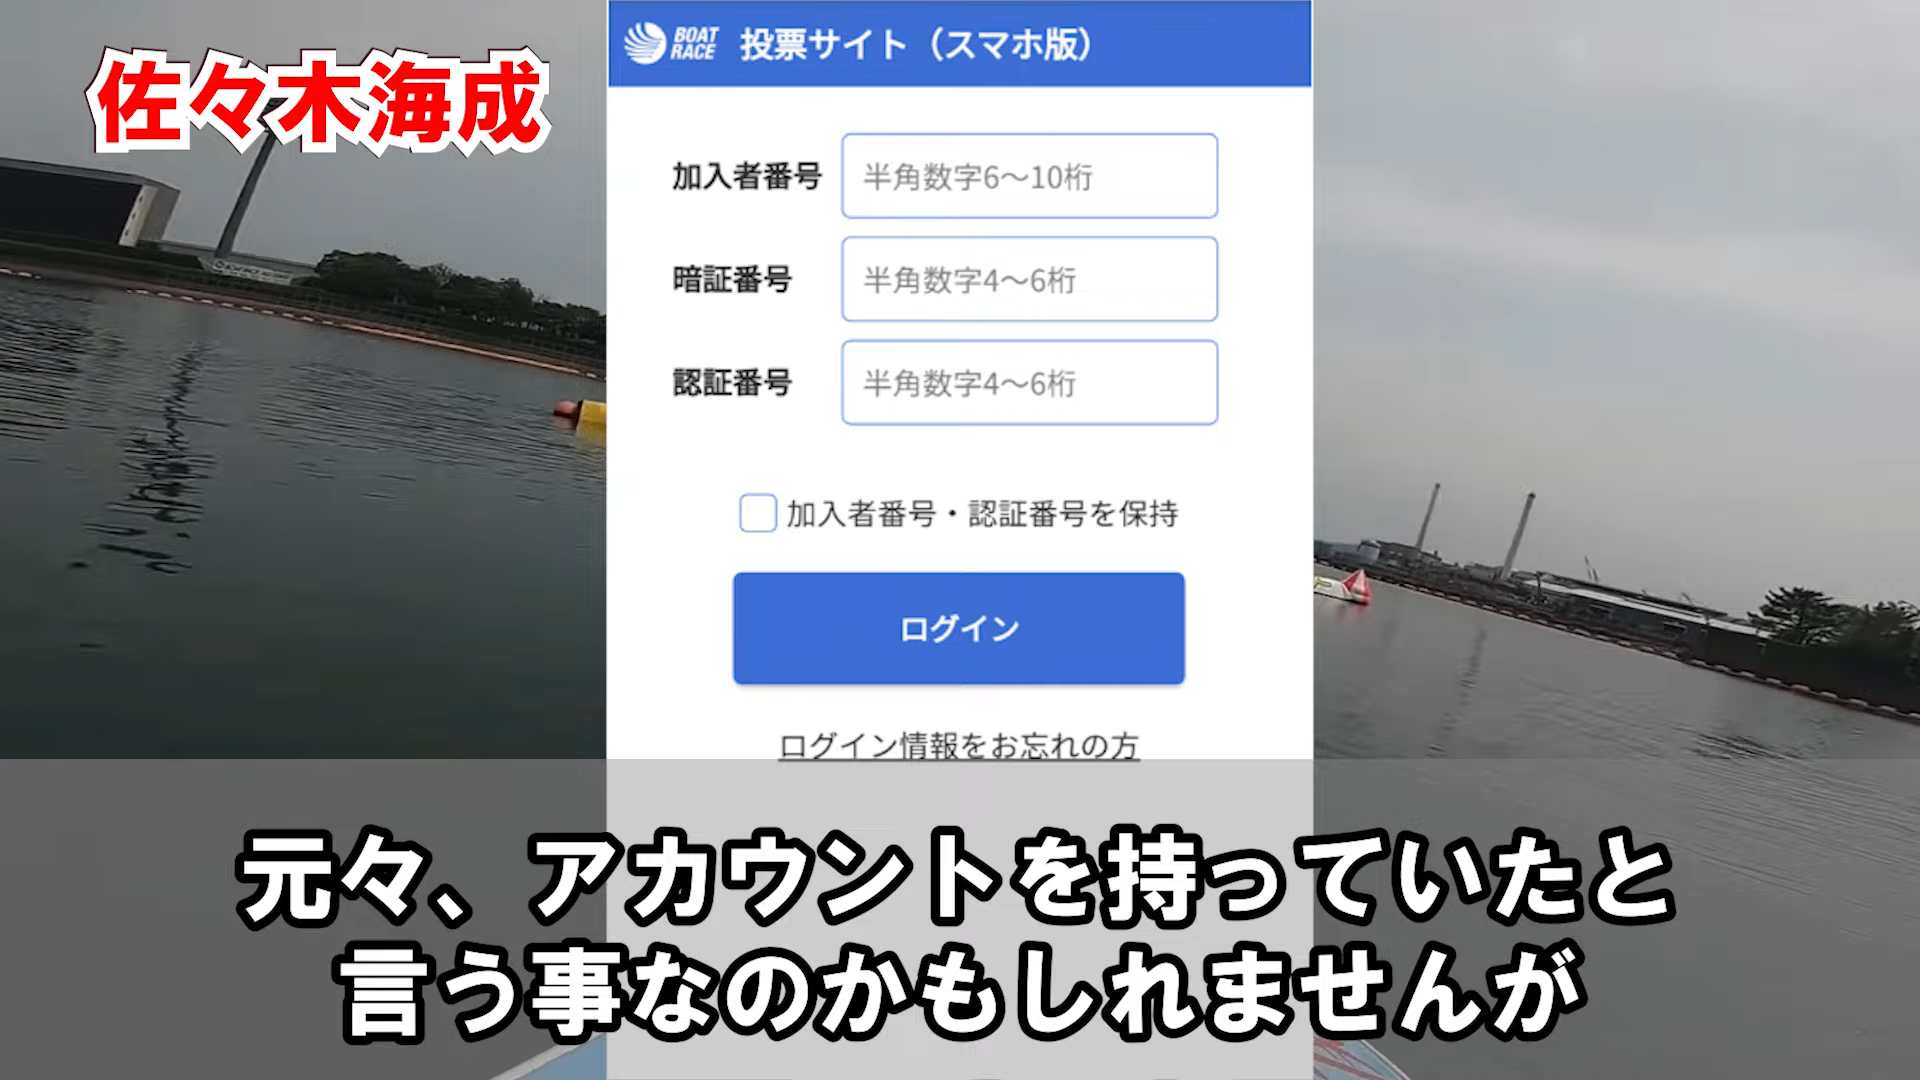 佐々木海成
BOAT RACE 投票サイト（スマホ版）
加入者番号 半角数字6〜10桁
暗証番号 半角数字4〜6桁
認証番号 半角数字4〜6桁
加入者番号・認証番号を保持
ログイン
ログイン情報をお忘れの方
元々、アカウントを持っていたと
言う事なのかもしれませんが